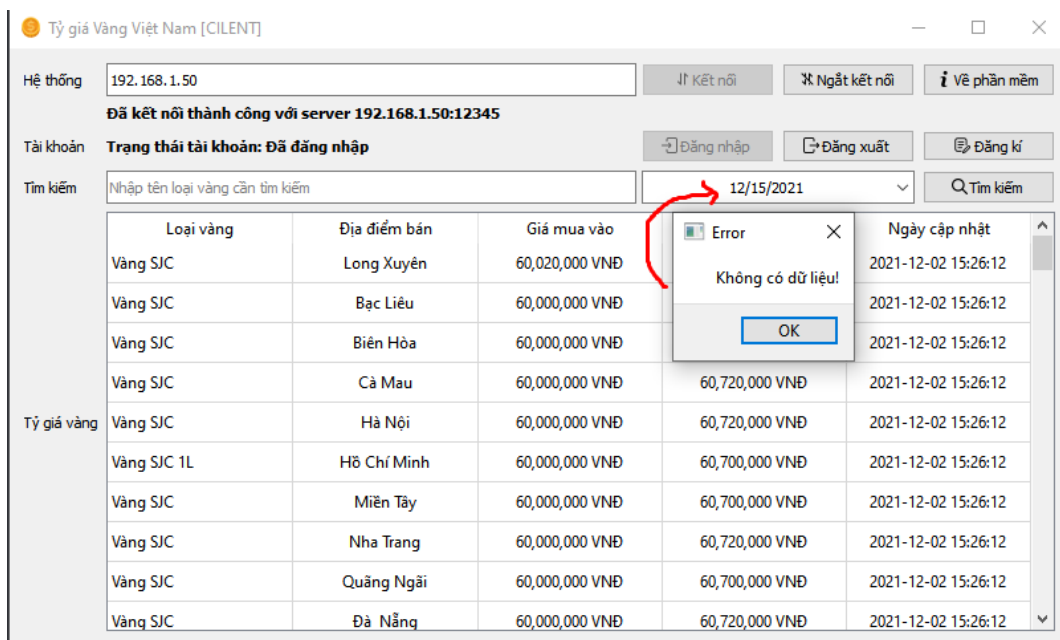 Tỷ giá Vàng Việt Nam [CILENT]
Hệ thống 192.168.1.50 Kết nối Ngắt kết nối Về phần mềm
Đã kết nối thành công với server 192.168.1.50:12345
Tài khoản Trạng thái tài khoản: Đã đăng nhập Đăng nhập Đăng xuất Đăng kí
Tìm kiếm Nhập tên loại vàng cần tìm kiếm 12/15/2021 Tìm kiếm
Loại vàng Địa điểm bán Giá mua vào Error Ngày cập nhật
Vàng SJC Long Xuyên 60,020,000 VNĐ Không có dữ liệu! 2021-12-02 15:26:12
Vàng SJC Bạc Liêu 60,000,000 VNĐ OK 2021-12-02 15:26:12
Vàng SJC Biên Hòa 60,000,000 VNĐ 2021-12-02 15:26:12
Vàng SJC Cà Mau 60,000,000 VNĐ 60,720,000 VNĐ 2021-12-02 15:26:12
Tỷ giá vàng Vàng SJC Hà Nội 60,000,000 VNĐ 60,720,000 VNĐ 2021-12-02 15:26:12
Vàng SJC 1L Hồ Chí Minh 60,000,000 VNĐ 60,700,000 VNĐ 2021-12-02 15:26:12
Vàng SJC Miền Tây 60,000,000 VNĐ 60,700,000 VNĐ 2021-12-02 15:26:12
Vàng SJC Nha Trang 60,000,000 VNĐ 60,720,000 VNĐ 2021-12-02 15:26:12
Vàng SJC Quãng Ngãi 60,000,000 VNĐ 60,700,000 VNĐ 2021-12-02 15:26:12
Vàng SJC Đà Nẵng 60,000,000 VNĐ 60,720,000 VNĐ 2021-12-02 15:26:12